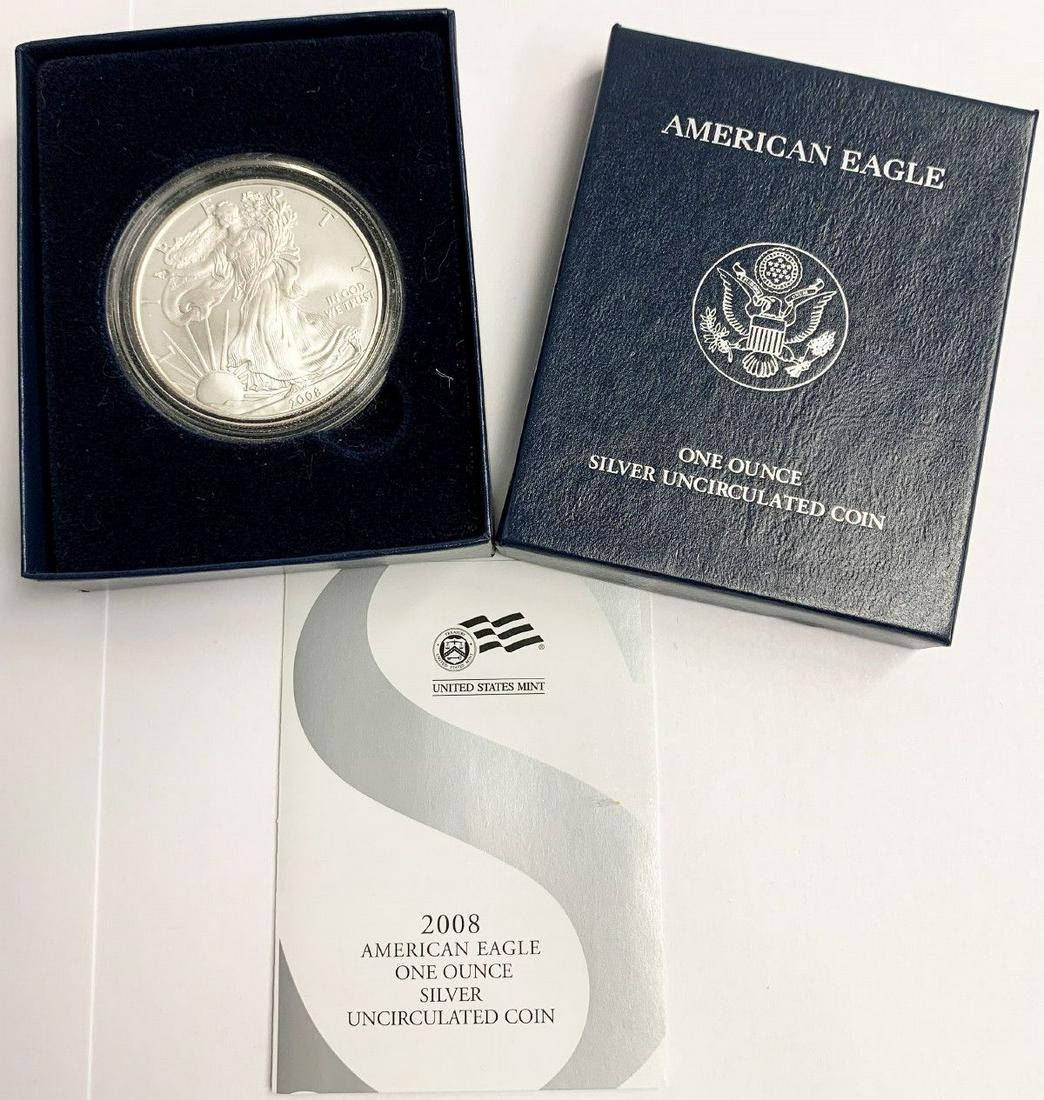 LIBERTY
IN GOD
WE TRUST
2008
AMERICAN EAGLE
ONE OUNCE
SILVER UNCIRCULATED COIN
UNITED STATES MINT
2008
AMERICAN EAGLE
ONE OUNCE
SILVER
UNCIRCULATED COIN